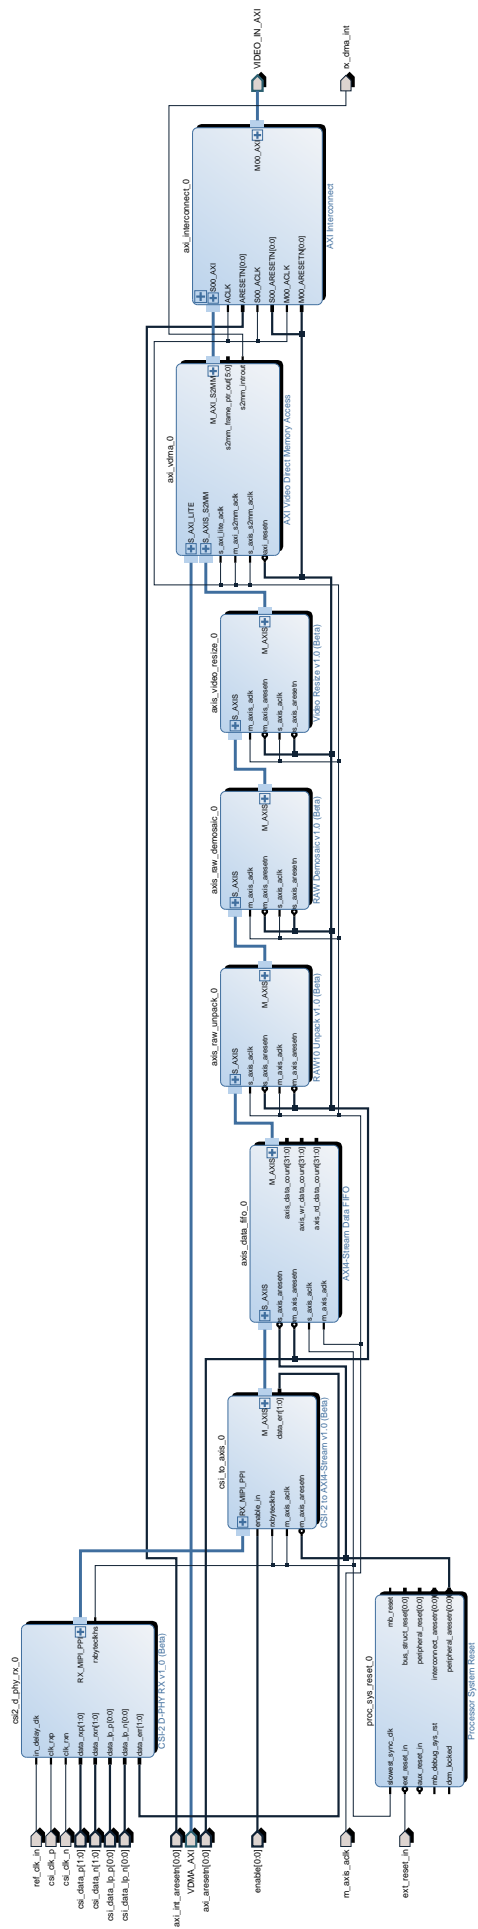 ref_clk_in
csi_clk_p
csi_clk_n
csi_data_p[1:0]
csi_data_n[1:0]
csi_data_lp_p[0:0]
csi_data_lp_n[0:0]
axi_int_aresetn[0:0]
VDMA_AXI
axi_aresetn[0:0]
enable[0:0]
m_axis_aclk
ext_reset_in
csi2_d_phy_rx_0
in_delay_clk
clk_rxp
clk_rxn
data_rxp[1:0]
data_rxn[1:0]
data_lp_p[0:0]
data_lp_n[0:0]
data_err[1:0]
RX_MIPI_PPI
rxbyteclkhs
CSI-2 D-PHY RX v1_0 (Beta)
proc_sys_reset_0
slowest_sync_clk
ext_reset_in
aux_reset_in
mb_debug_sys_rst
dcm_locked
mb_reset
bus_struct_reset[0:0]
peripheral_reset[0:0]
interconnect_aresetn[0:0]
peripheral_aresetn[0:0]
Processor System Reset
csi_to_axis_0
RX_MIPI_PPI
enable_in
rxbyteclkhs
m_axis_aclk
m_axis_aresetn
M_AXIS
data_err[1:0]
CSI-2 to AXI4-Stream v1.0 (Beta)
axis_data_fifo_0
S_AXIS
s_axis_aresetn
m_axis_aresetn
s_axis_aclk
m_axis_aclk
M_AXIS
axis_data_count[31:0]
axis_wr_data_count[31:0]
axis_rd_data_count[31:0]
AXI4-Stream Data FIFO
axis_raw_unpack_0
S_AXIS
s_axis_aclk
s_axis_aresetn
m_axis_aclk
m_axis_aresetn
M_AXIS
RAW10 Unpack v1.0 (Beta)
axis_raw_demosaic_0
S_AXIS
m_axis_aclk
m_axis_aresetn
s_axis_aclk
s_axis_aresetn
M_AXIS
RAW Demosaic v1.0 (Beta)
axis_video_resize_0
S_AXIS
m_axis_aclk
m_axis_aresetn
s_axis_aclk
s_axis_aresetn
M_AXIS
Video Resize v1.0 (Beta)
axi_vdma_0
S_AXI_LITE
S_AXIS_S2MM
s_axi_lite_aclk
m_axi_s2mm_aclk
s_axis_s2mm_aclk
axi_resetn
M_AXI_S2MM
s2mm_frame_ptr_out[5:0]
s2mm_introut
AXI Video Direct Memory Access
axi_interconnect_0
S00_AXI
ACLK
ARESETN[0:0]
S00_ACLK
S00_ARESETN[0:0]
M00_ACLK
M00_ARESETN[0:0]
M00_AXI
AXI Interconnect
VIDEO_IN_AXI
rx_dma_int